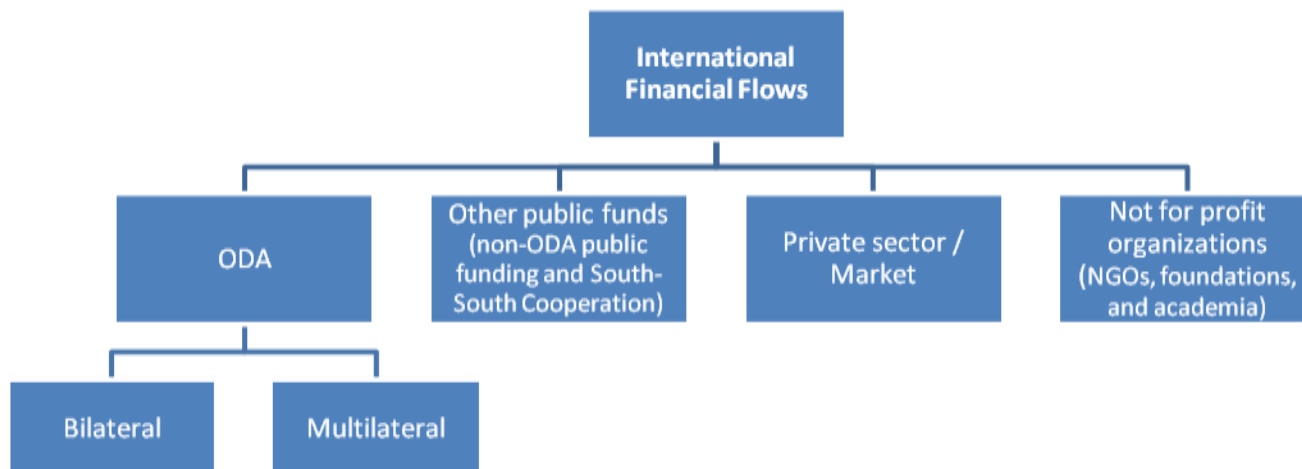 International
Financial Flows
ODA
Other public funds
(non-ODA public
funding and South-
South Cooperation)
Private sector /
Market
Not for profit
organizations
(NGOs, foundations,
and academia)
Bilateral
Multilateral